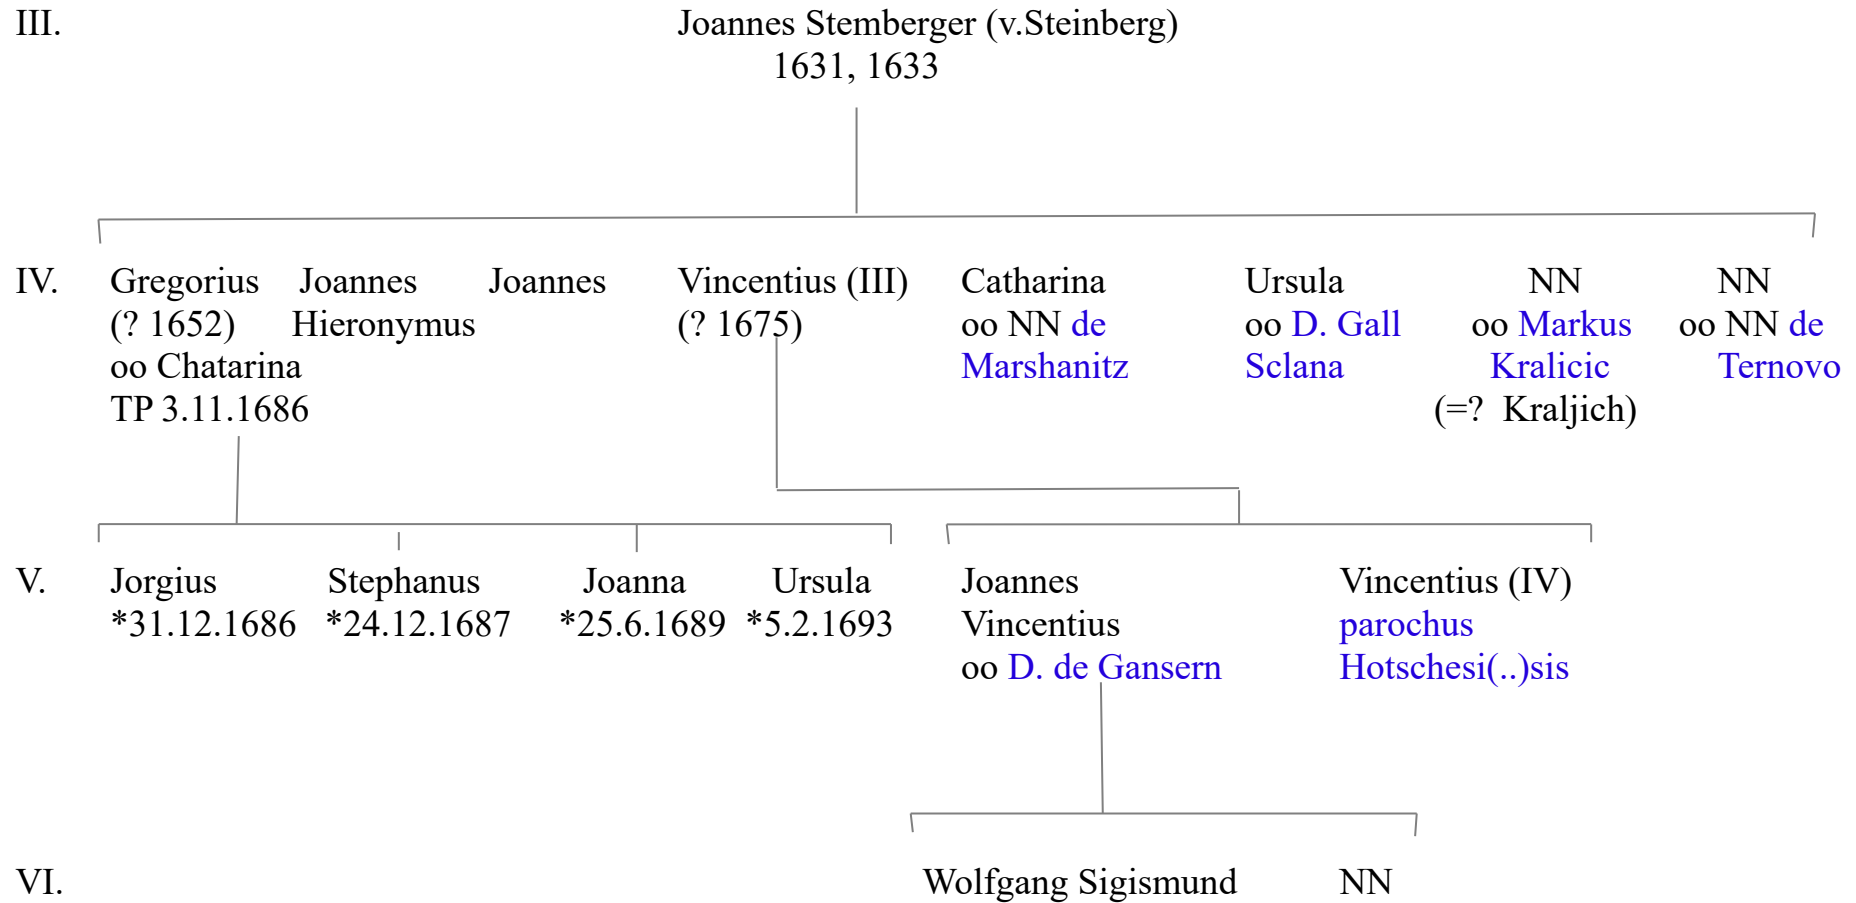 III. Joannes Stemberger (v.Steinberg)
1631, 1633
IV. Gregorius Joannes Joannes Vincentius (III) Catharina Ursula NN NN
(? 1652) Hieronymus (? 1675) oo NN de oo D. Gall oo Markus oo NN de
oo Chatarina Marshanitz Sclana Kralicic Ternovo
TP 3.11.1686 (=? Kraljich)
V. Jorgius Stephanus Joanna Ursula Joannes Vincentius (IV)
*31.12.1686 *24.12.1687 *25.6.1689 *5.2.1693 Vincentius parochus
oo D. de Gansern Hotschesi(..)sis
VI. Wolfgang Sigismund NN